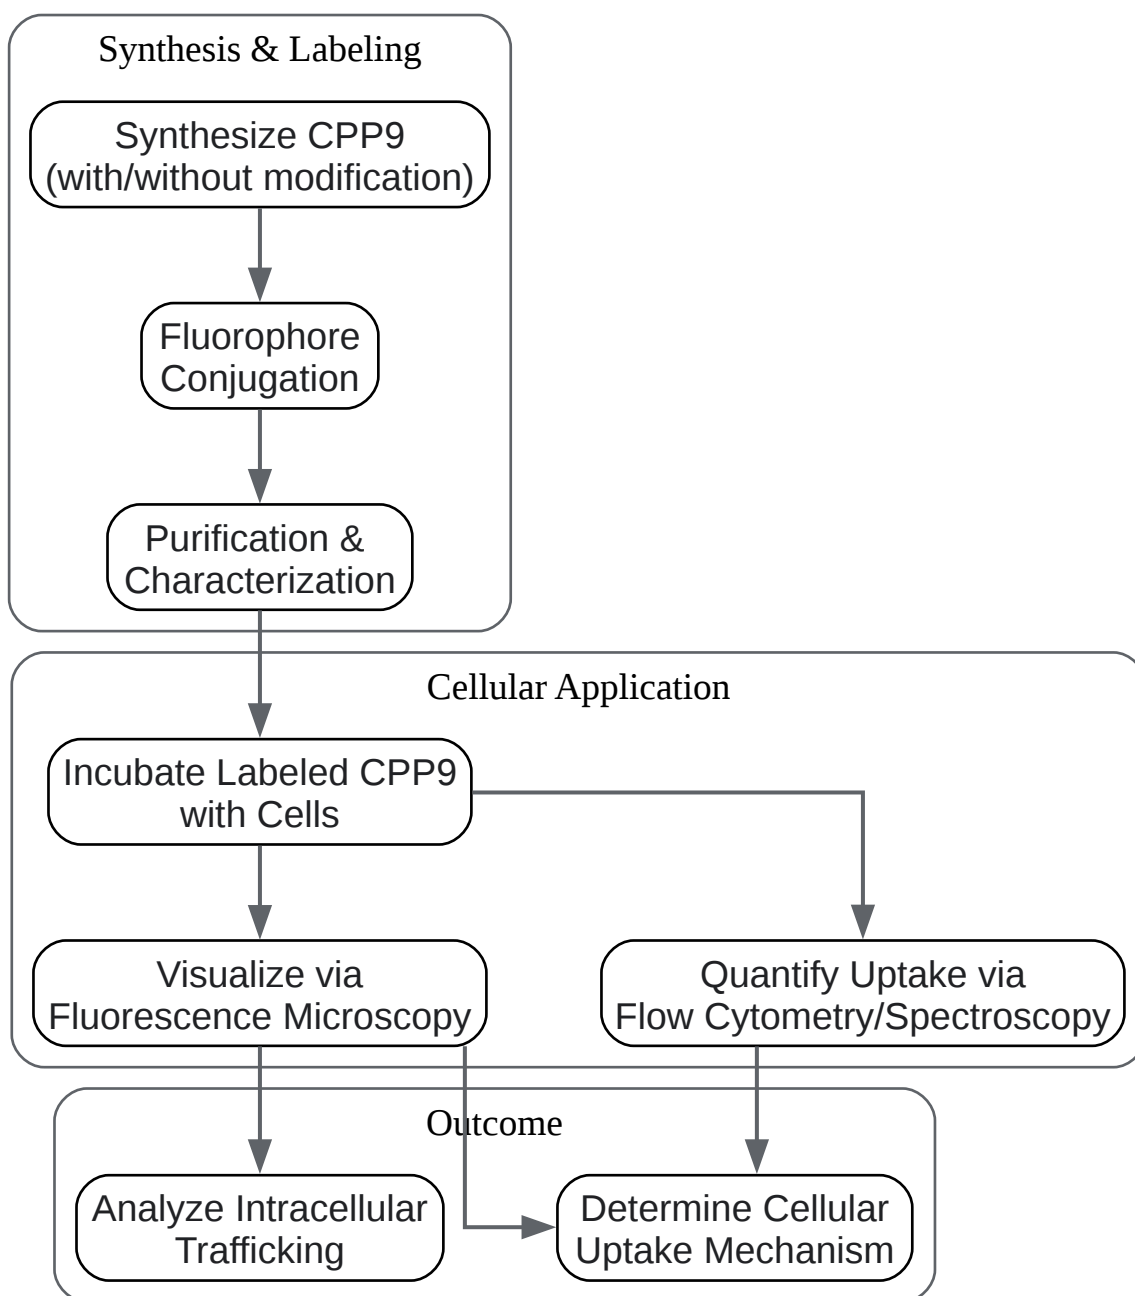 Synthesis & Labeling
Synthesize CPP9
(with/without modification)
Fluorophore
Conjugation
Purification &
Characterization
Cellular Application
Incubate Labeled CPP9
with Cells
Visualize via
Fluorescence Microscopy
Quantify Uptake via
Flow Cytometry/Spectroscopy
Outcome
Analyze Intracellular
Trafficking
Determine Cellular
Uptake Mechanism